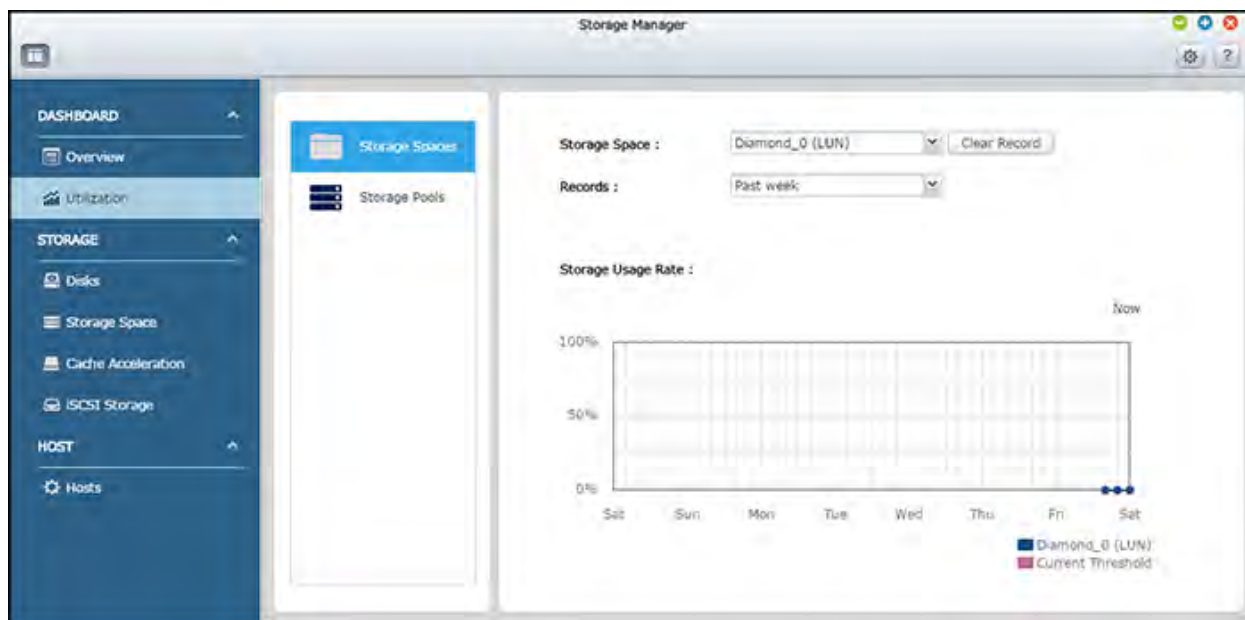 Storage Manager
?
DASHBOARD
Overview
Utilization
STORAGE
Disks
Storage Space
Cache Acceleration
iSCSI Storage
HOST
Hosts
Storage Spaces
Storage Pools
Storage Space : Diamond_0 (LUN) Clear Record
Records : Past week
Storage Usage Rate :
Now
100%
50%
0%
Sat Sun Mon Tue Wed Thu Fri Sat
Diamond_0 (LUN)
Current Threshold